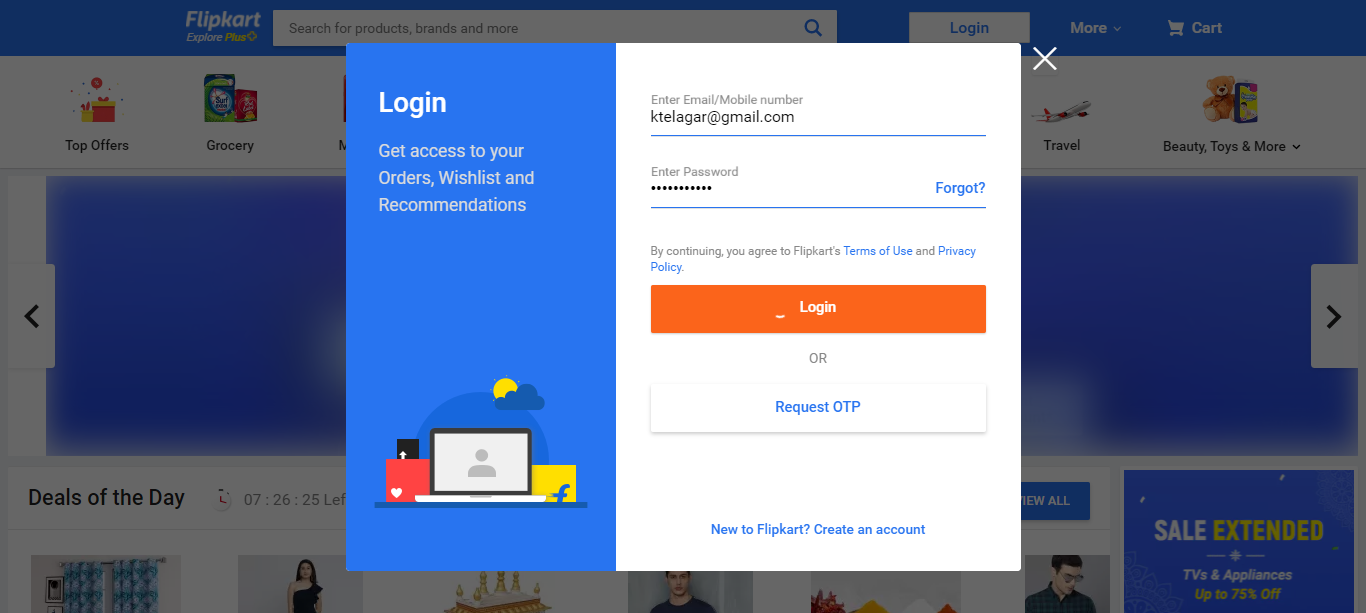 Flipkart
Explore Plus
Search for products, brands and more
Login
More
Cart
Top Offers
Grocery
Travel
Beauty, Toys & More
Login
Get access to your
Orders, Wishlist and
Recommendations
Enter Email/Mobile number
ktelagar@gmail.com
Enter Password
•••••••••••
Forgot?
By continuing, you agree to Flipkart's Terms of Use and Privacy
Policy.
Login
OR
Request OTP
New to Flipkart? Create an account
Deals of the Day
07 : 26 : 25
VIEW ALL
SALE EXTENDED
TVs & Appliances
Up to 75% Off